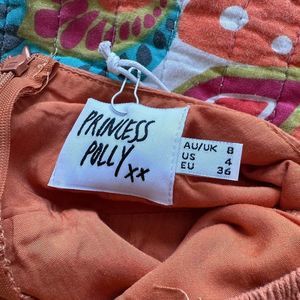 PRINCESS
POLLY
xx
AU/UK 8
US 4
EU 36